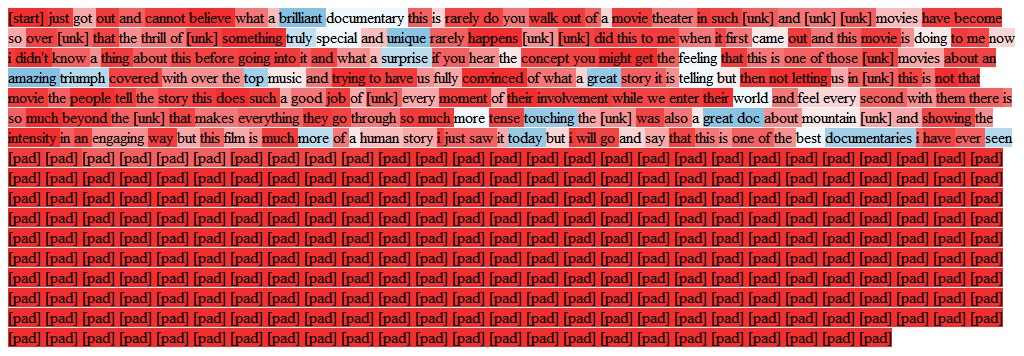 [start] just got out and cannot believe what a brilliant documentary this is rarely do you walk out of a movie theater in such [unk] and [unk] [unk] movies have become
so over [unk] that the thrill of [unk] something truly special and unique rarely happens [unk] [unk] did this to me when it first came out and this movie is doing to me now
i didn't know a thing about this before going into it and what a surprise if you hear the concept you might get the feeling that this is one of those [unk] movies about an
amazing triumph covered with over the top music and trying to have us fully convinced of what a great story it is telling but then not letting us in [unk] this is not that
movie the people tell the story this does such a good job of [unk] every moment of their involvement while we enter their world and feel every second with them there is
so much beyond the [unk] that makes everything they go through so much more tense touching the [unk] was also a great doc about mountain [unk] and showing the
intensity in an engaging way but this film is much more of a human story i just saw it today but i will go and say that this is one of the best documentaries i have ever seen
[pad] [pad] [pad] [pad] [pad] [pad] [pad] [pad] [pad] [pad] [pad] [pad] [pad] [pad] [pad] [pad] [pad] [pad] [pad] [pad] [pad] [pad] [pad] [pad] [pad] [pad] [pad]
[pad] [pad] [pad] [pad] [pad] [pad] [pad] [pad] [pad] [pad] [pad] [pad] [pad] [pad] [pad] [pad] [pad] [pad] [pad] [pad] [pad] [pad] [pad] [pad] [pad] [pad] [pad]
[pad] [pad] [pad] [pad] [pad] [pad] [pad] [pad] [pad] [pad] [pad] [pad] [pad] [pad] [pad] [pad] [pad] [pad] [pad] [pad] [pad] [pad] [pad] [pad] [pad] [pad] [pad]
[pad] [pad] [pad] [pad] [pad] [pad] [pad] [pad] [pad] [pad] [pad] [pad] [pad] [pad] [pad] [pad] [pad] [pad] [pad] [pad] [pad] [pad] [pad] [pad] [pad] [pad] [pad]
[pad] [pad] [pad] [pad] [pad] [pad] [pad] [pad] [pad] [pad] [pad] [pad] [pad] [pad] [pad] [pad] [pad] [pad] [pad] [pad] [pad] [pad] [pad] [pad] [pad] [pad] [pad]
[pad] [pad] [pad] [pad] [pad] [pad] [pad] [pad] [pad] [pad] [pad] [pad] [pad] [pad] [pad] [pad] [pad] [pad] [pad] [pad] [pad] [pad] [pad] [pad] [pad] [pad] [pad]
[pad] [pad] [pad] [pad] [pad] [pad] [pad] [pad] [pad] [pad] [pad] [pad] [pad] [pad] [pad] [pad] [pad] [pad] [pad] [pad] [pad] [pad] [pad] [pad] [pad] [pad] [pad]
[pad] [pad] [pad] [pad] [pad] [pad] [pad] [pad] [pad] [pad] [pad] [pad] [pad] [pad] [pad] [pad] [pad] [pad] [pad] [pad] [pad] [pad] [pad] [pad] [pad] [pad] [pad]
[pad] [pad] [pad] [pad] [pad] [pad] [pad] [pad] [pad] [pad] [pad] [pad] [pad] [pad] [pad] [pad] [pad] [pad] [pad] [pad] [pad] [pad] [pad] [pad] [pad] [pad] [pad]
[pad] [pad] [pad] [pad] [pad] [pad] [pad] [pad] [pad] [pad] [pad] [pad] [pad] [pad] [pad] [pad] [pad] [pad] [pad] [pad] [pad] [pad] [pad] [pad]